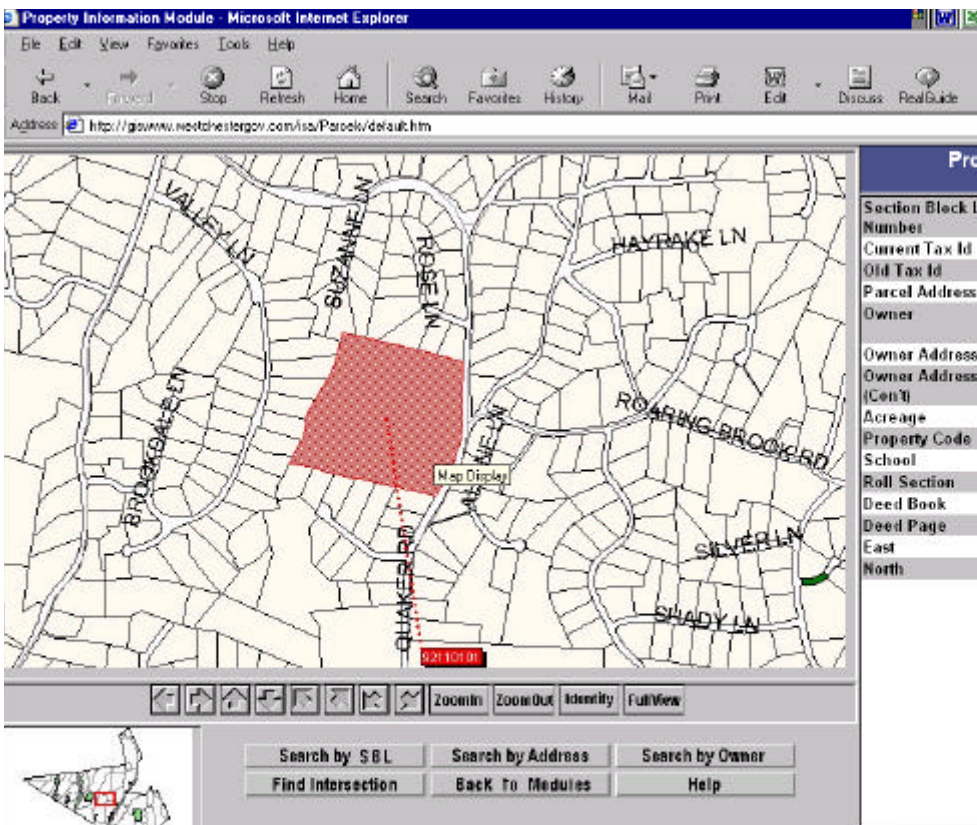 Property Information Module - Microsoft Internet Explorer
File Edit View Favorites Tools Help
Back Forward Stop Refresh Home Search Favorites History Mail Print Edit Discuss RealGuide
Address http://giswww.westchestergov.com/isa/Parcels/default.htm
VALLEY LN
SUZANNE LN
ROSE LN
HAYRAKE LN
BROOKDALE LN
ROARING BROOK RD
NE LN
Map Display
QUAKER RD
SILVER LN
SHADY LN
92110101
Pro
Section Block L
Number
Current Tax Id
Old Tax Id
Parcel Address
Owner
Owner Address
Owner Address
(Con't)
Acreage
Property Code
School
Roll Section
Deed Book
Deed Page
East
North
ZoomIn ZoomOut Identify FullView
Search by SBL Search by Address Search by Owner
Find Intersection Back To Modules Help